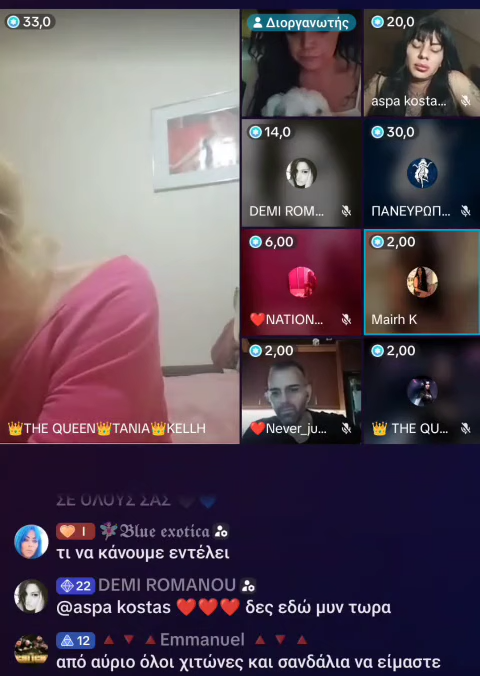 33,0
Διοργανωτής
20,0
aspa kosta...
14,0
30,0
DEMI ROM...
ΠΑΝΕΥΡΩΠ...
6,00
2,00
❤️NATION...
Mairh K
2,00
2,00
👑THE QUEEN👑TANIA👑KELLH
❤️Never_ju...
👑 THE QU...
ΣΕ ΟΛΟΥΣ ΣΑΣ 🖤💙
I 🧚𝕭𝖑𝖚𝖊 𝖊𝖝𝖔𝖙𝖎𝖈𝖆
τι να κάνουμε εντέλει
22 DEMI ROMANOU
@aspa kostas ❤️❤️❤️ δες εδώ μυν τωρα
12 🔺🔻🔺Emmanuel 🔺🔻🔺
από αύριο όλοι χιτώνες και σανδάλια να είμαστε